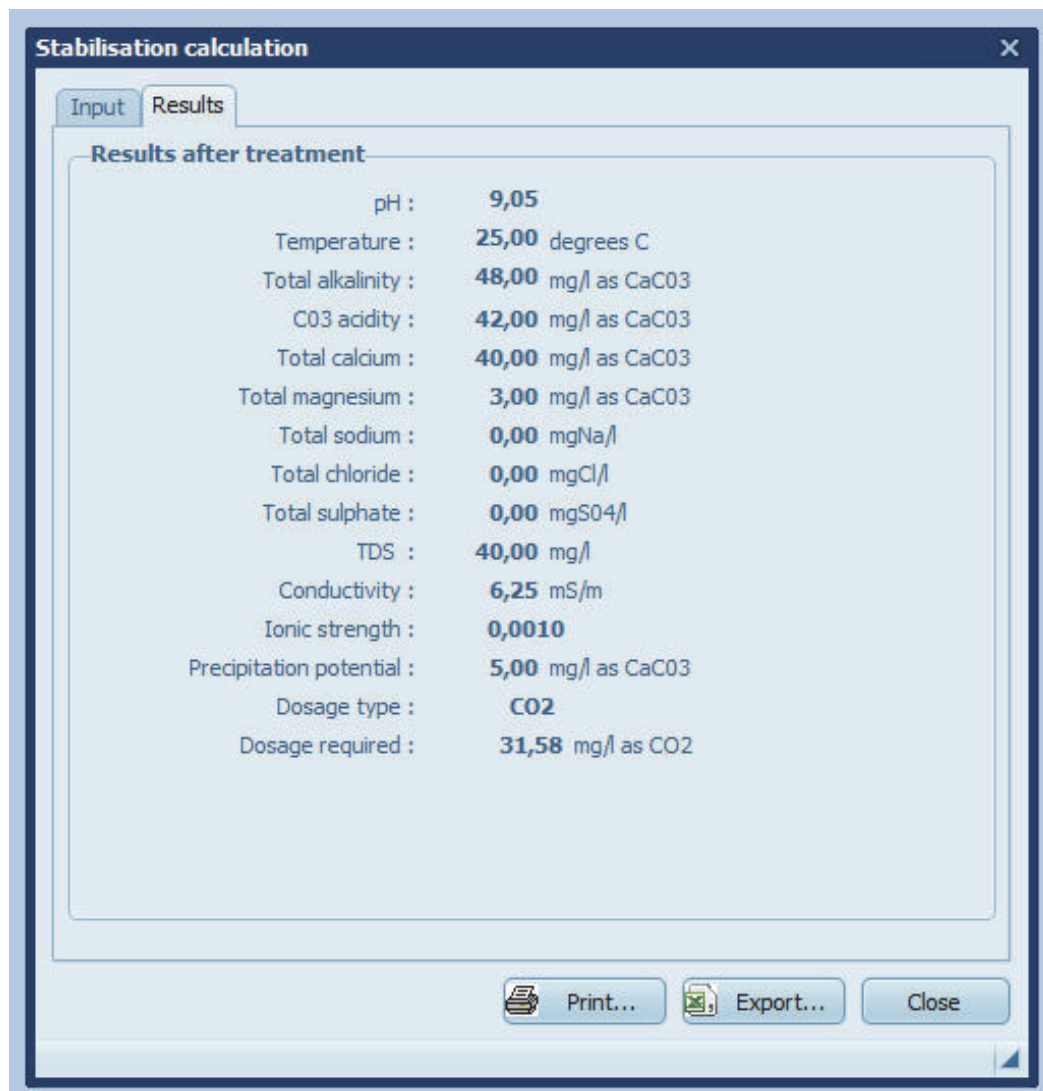 Stabilisation calculation
Input Results
Results after treatment
pH : 9,05
Temperature : 25,00 degrees C
Total alkalinity : 48,00 mg/l as CaC03
C03 acidity : 42,00 mg/l as CaC03
Total calcium : 40,00 mg/l as CaC03
Total magnesium : 3,00 mg/l as CaC03
Total sodium : 0,00 mgNa/l
Total chloride : 0,00 mgCl/l
Total sulphate : 0,00 mgS04/l
TDS : 40,00 mg/l
Conductivity : 6,25 mS/m
Ionic strength : 0,0010
Precipitation potential : 5,00 mg/l as CaC03
Dosage type : CO2
Dosage required : 31,58 mg/l as CO2
Print... Export... Close